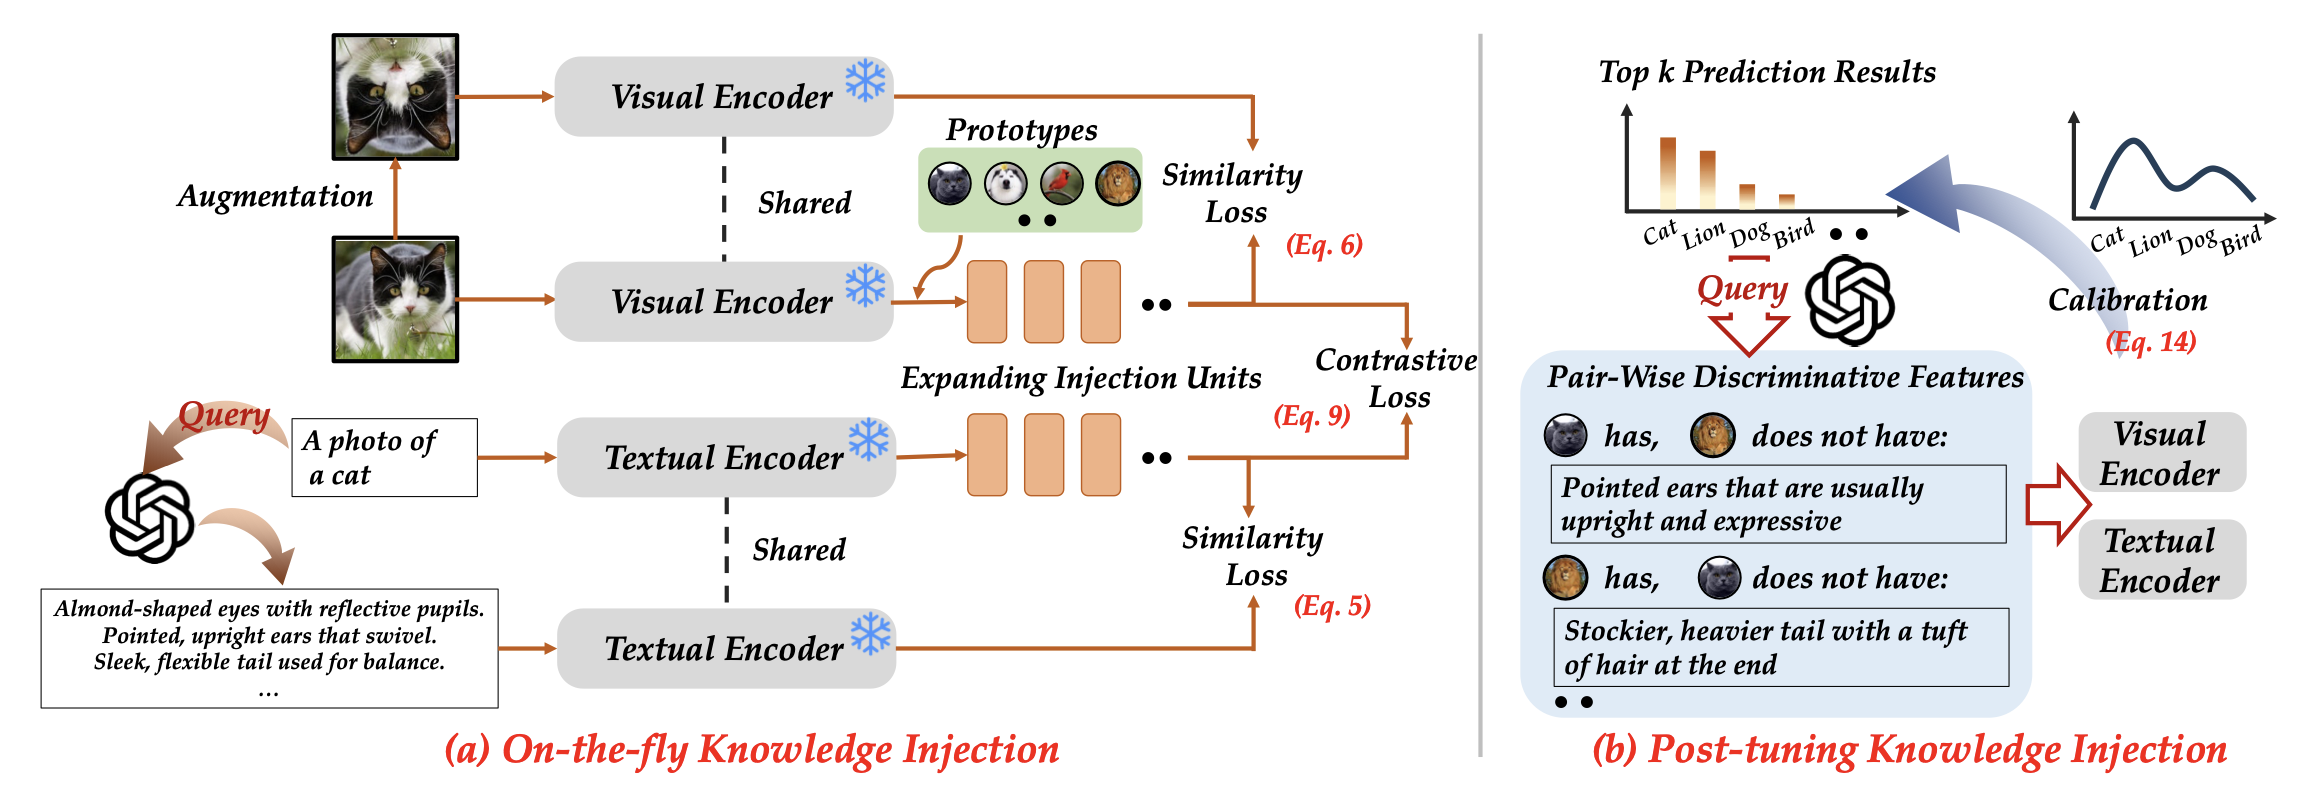 Augmentation
Visual Encoder
Shared
Visual Encoder
Prototypes
Similarity
Loss
(Eq. 6)
Expanding Injection Units
Contrastive
Loss
(Eq. 9)
Query
A photo of
a cat
Textual Encoder
Shared
Textual Encoder
Similarity
Loss
(Eq. 5)
Almond-shaped eyes with reflective pupils.
Pointed, upright ears that swivel.
Sleek, flexible tail used for balance.
...
(a) On-the-fly Knowledge Injection
Top k Prediction Results
Cat
Lion
Dog
Bird
Cat
Lion
Dog
Bird
Query
Calibration
(Eq. 14)
Pair-Wise Discriminative Features
has, does not have:
Pointed ears that are usually
upright and expressive
has, does not have:
Stockier, heavier tail with a tuft
of hair at the end
Visual
Encoder
Textual
Encoder
(b) Post-tuning Knowledge Injection